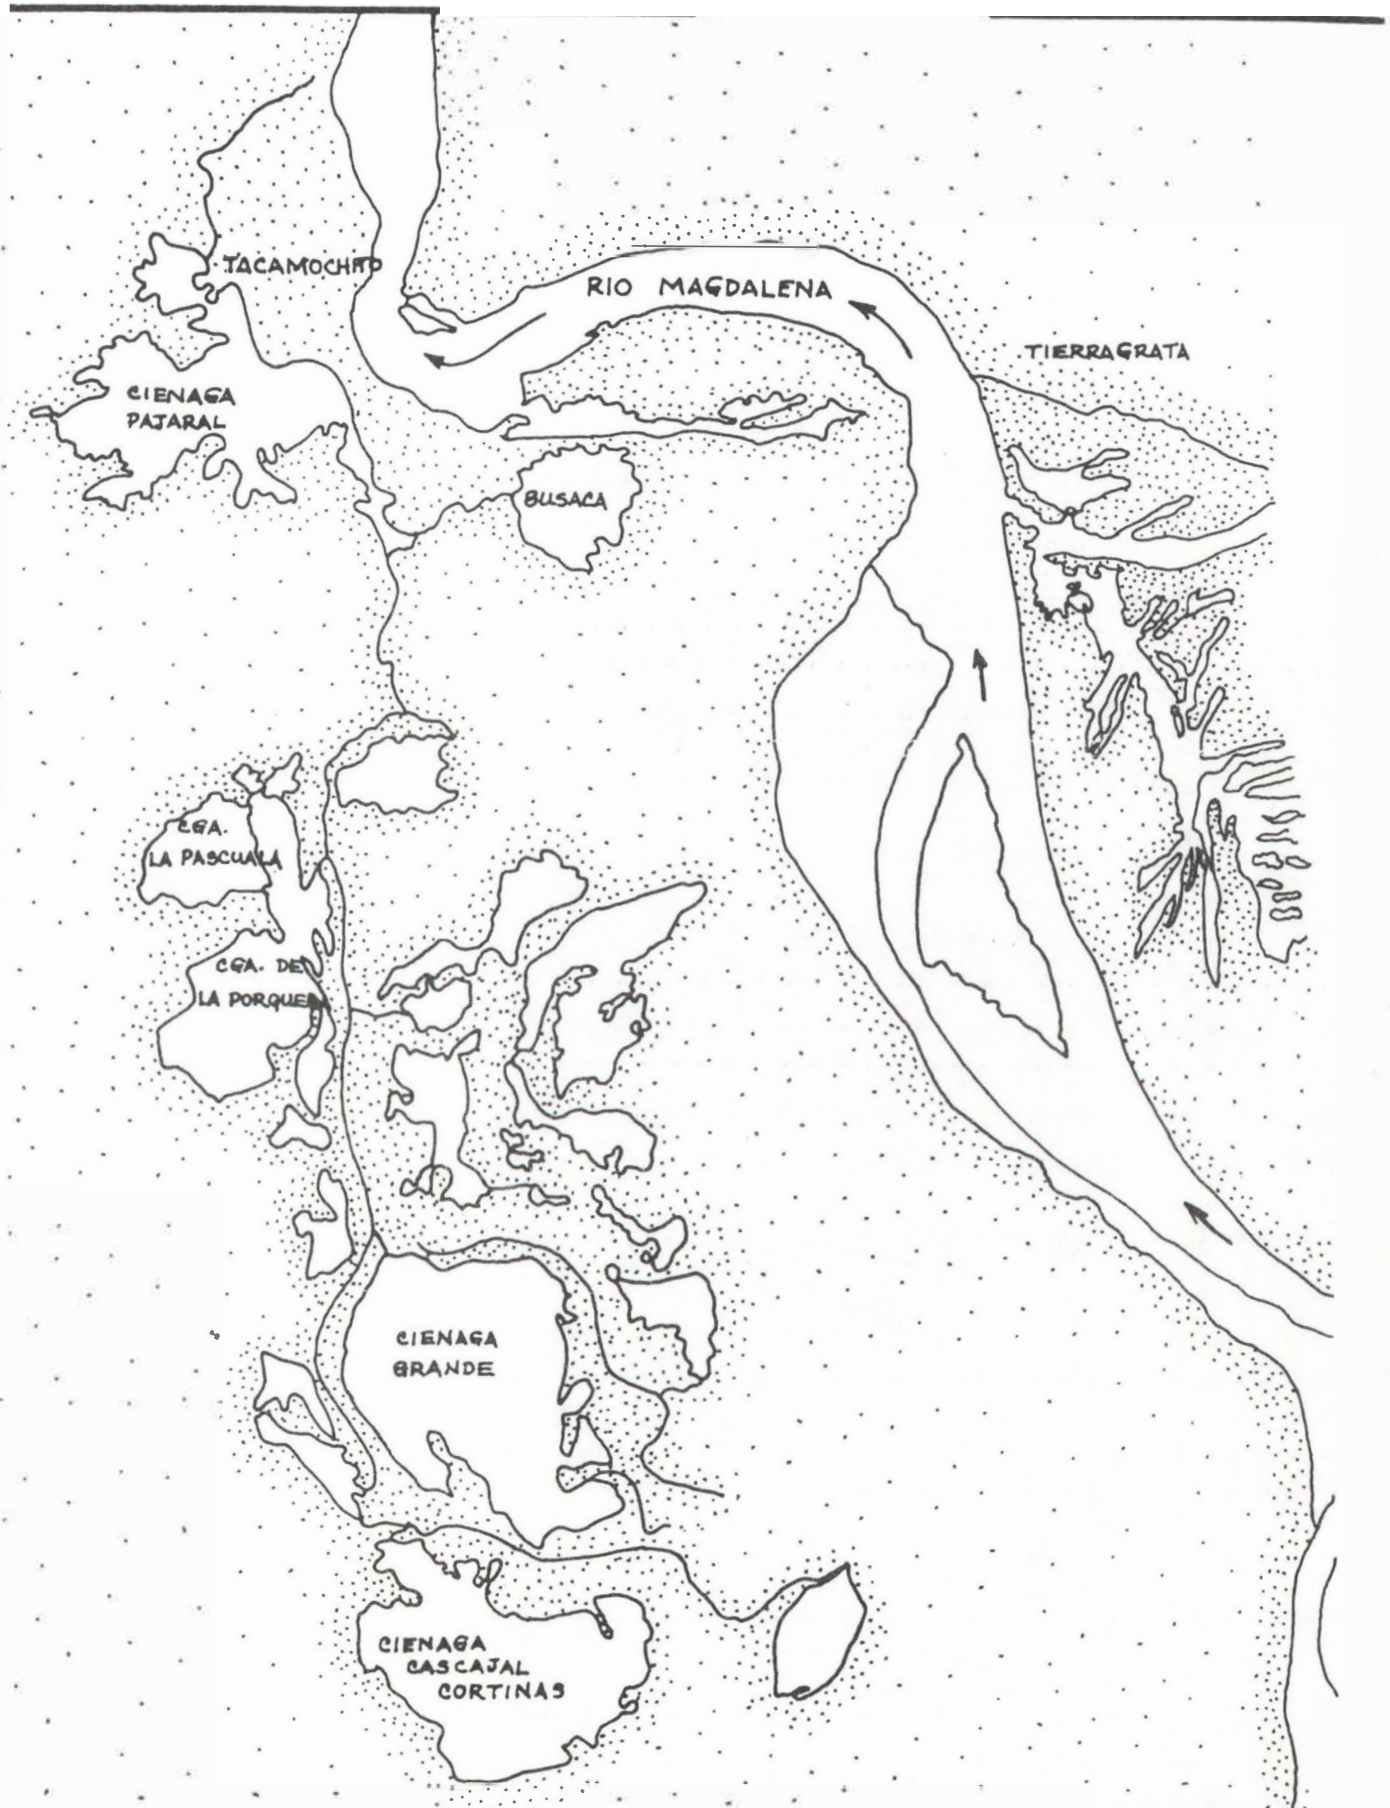 TACAMOCHITO
RIO MAGDALENA
TIERRAGRATA
CIENAGA
PAJARAL
BUSACA
CGA.
LA PASCUALA
CGA. DE
LA PORQUERA
CIENAGA
GRANDE
CIENAGA
CASCAJAL
CORTINAS